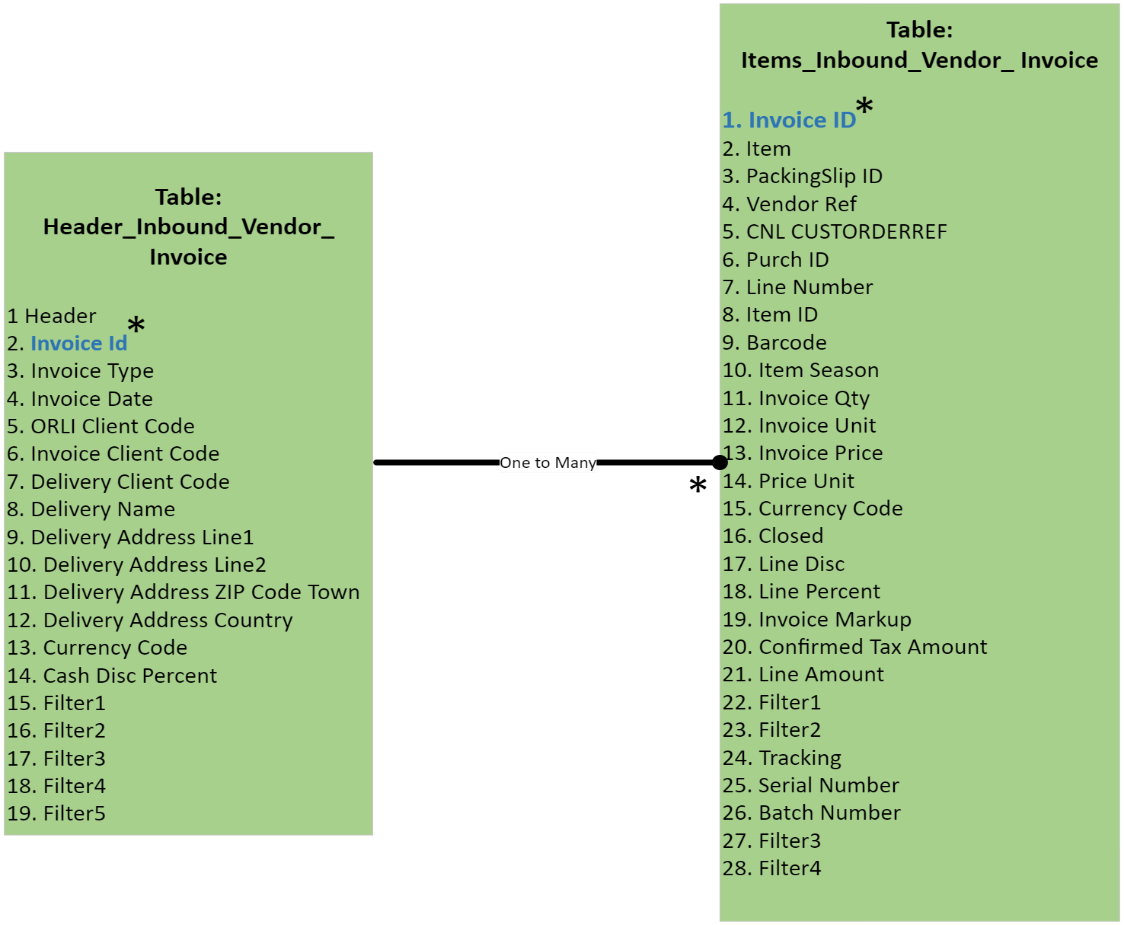 Table:
Header_Inbound_Vendor_
Invoice
1 Header
2. Invoice Id*
3. Invoice Type
4. Invoice Date
5. ORLI Client Code
6. Invoice Client Code
7. Delivery Client Code
8. Delivery Name
9. Delivery Address Line1
10. Delivery Address Line2
11. Delivery Address ZIP Code Town
12. Delivery Address Country
13. Currency Code
14. Cash Disc Percent
15. Filter1
16. Filter2
17. Filter3
18. Filter4
19. Filter5
One to Many
*
Table:
Items_Inbound_Vendor_ Invoice
1. Invoice ID*
2. Item
3. PackingSlip ID
4. Vendor Ref
5. CNL CUSTORDERREF
6. Purch ID
7. Line Number
8. Item ID
9. Barcode
10. Item Season
11. Invoice Qty
12. Invoice Unit
13. Invoice Price
14. Price Unit
15. Currency Code
16. Closed
17. Line Disc
18. Line Percent
19. Invoice Markup
20. Confirmed Tax Amount
21. Line Amount
22. Filter1
23. Filter2
24. Tracking
25. Serial Number
26. Batch Number
27. Filter3
28. Filter4